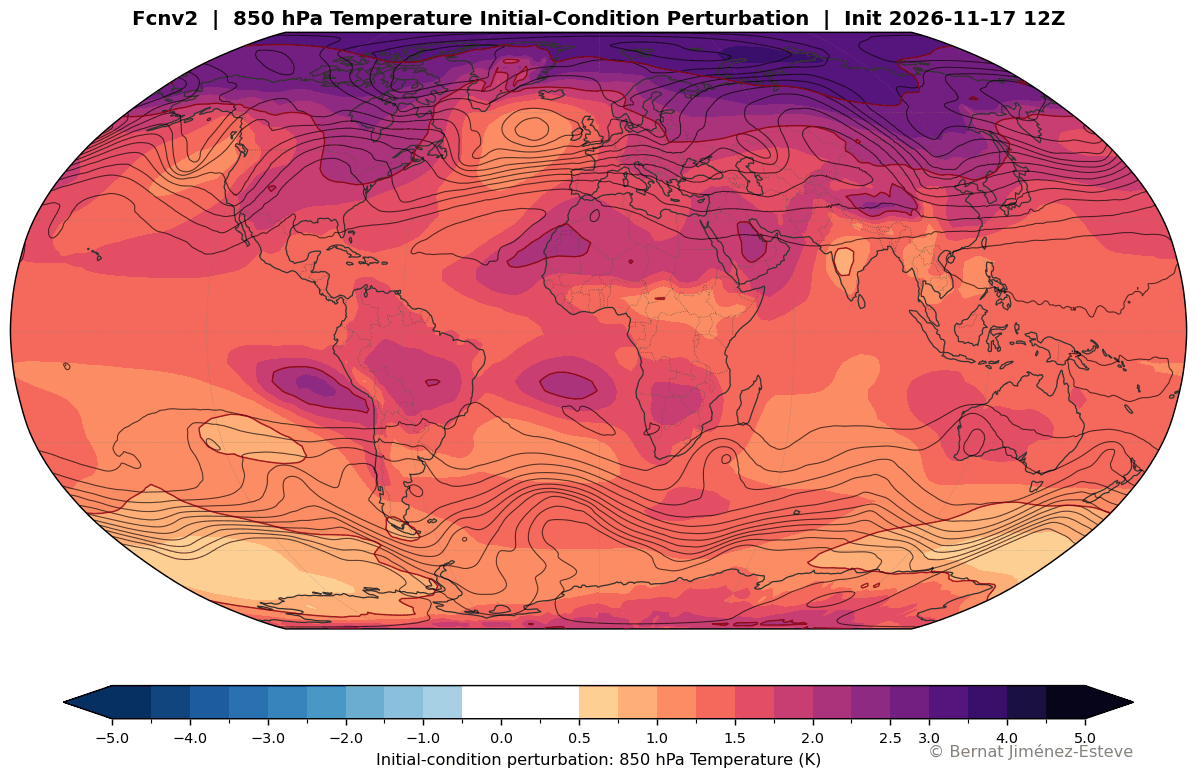 Fcnv2 | 850 hPa Temperature Initial-Condition Perturbation | Init 2026-11-17 12Z
−5.0 −4.0 −3.0 −2.0 −1.0 0.0 0.5 1.0 1.5 2.0 2.5 3.0 4.0 5.0
Initial-condition perturbation: 850 hPa Temperature (K)
© Bernat Jiménez-Esteve